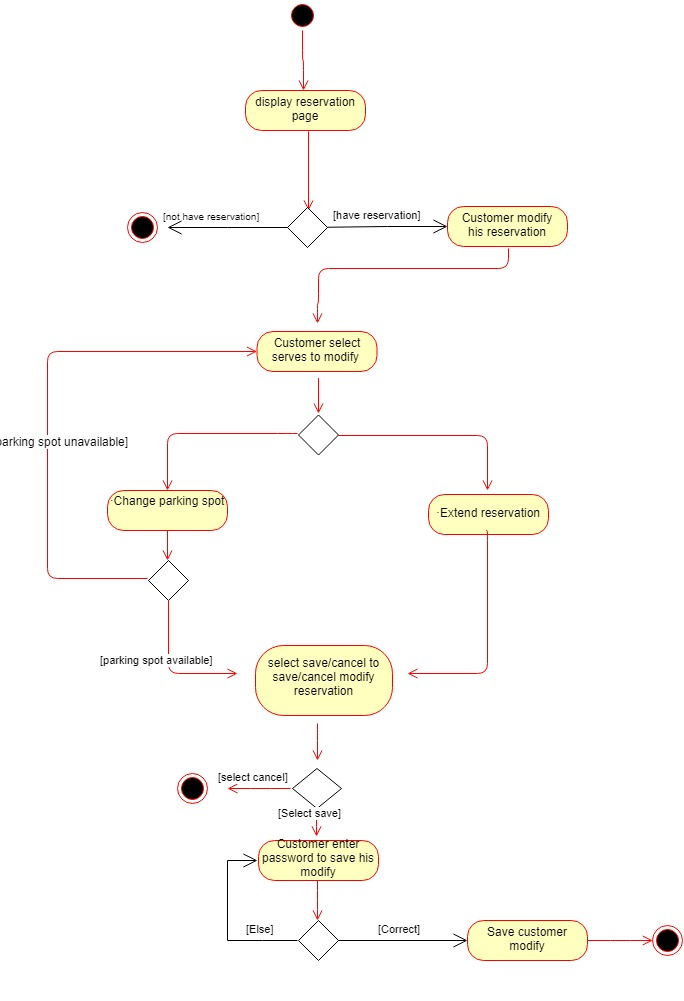 display reservation
page
[not have reservation]
[have reservation]
Customer modify
his reservation
Customer select
serves to modify
parking spot unavailable]
·Change parking spot
·Extend reservation
[parking spot available]
select save/cancel to
save/cancel modify
reservation
[select cancel]
[Select save]
Customer enter
password to save his
modify
[Else]
[Correct]
Save customer
modify